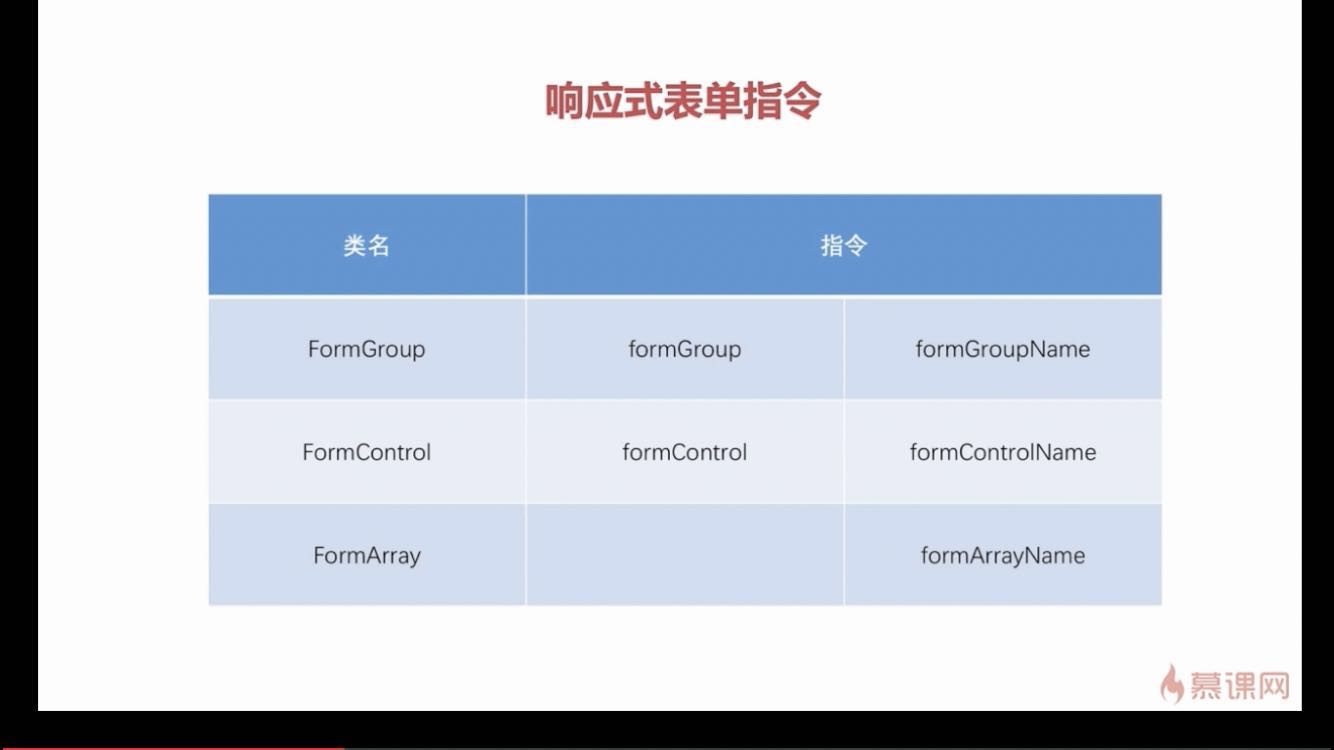 响应式表单指令
类名 指令
FormGroup formGroup formGroupName
FormControl formControl formControlName
FormArray formArrayName
慕课网